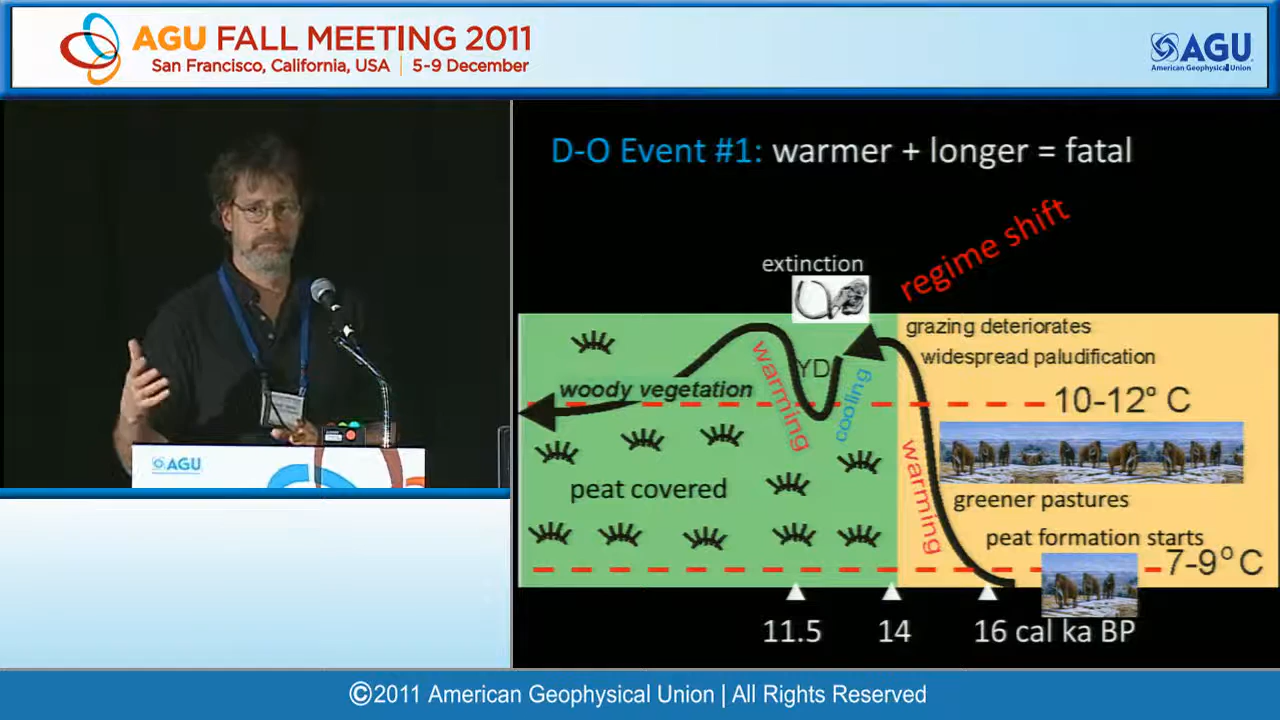 AGU FALL MEETING 2011
San Francisco, California, USA | 5-9 December
AGU
American Geophysical Union
AGU
D-O Event #1: warmer + longer = fatal
regime shift
extinction
grazing deteriorates
widespread paludification
10-12º C
YD
cooling
warming
woody vegetation
warming
greener pastures
peat covered
peat formation starts
7-9º C
11.5
14
16 cal ka BP
©2011 American Geophysical Union | All Rights Reserved